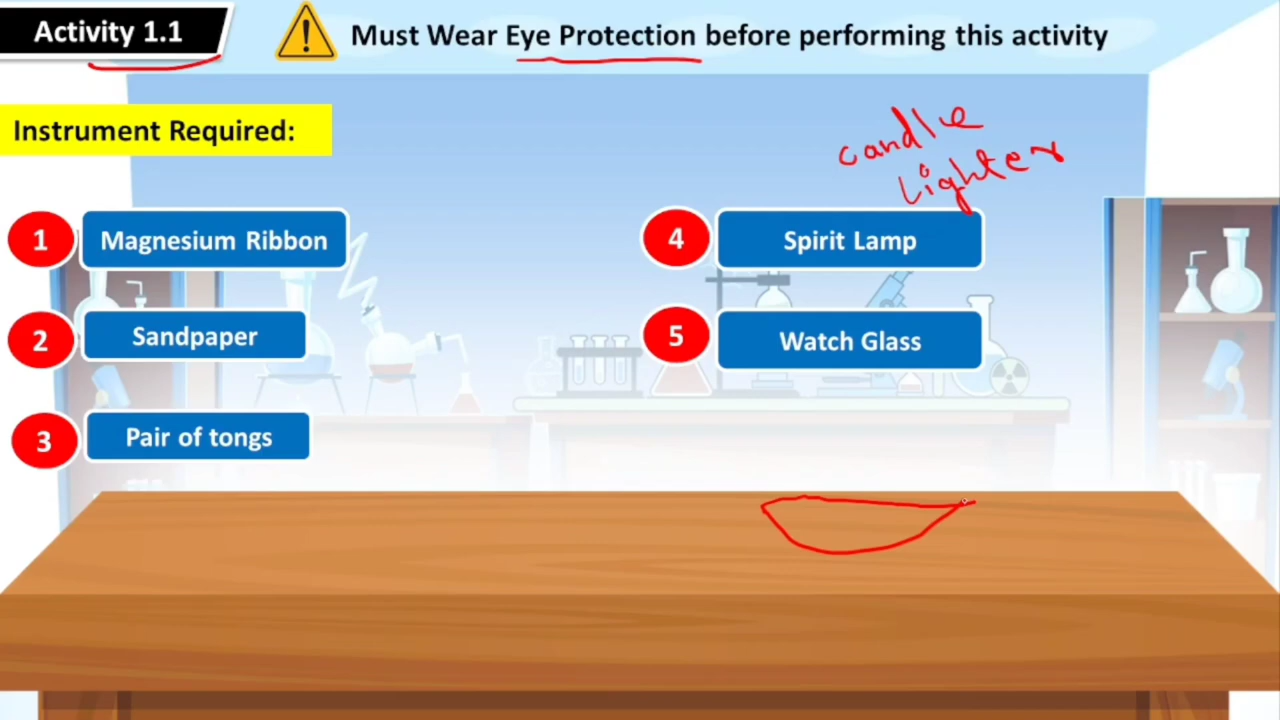 Activity 1.1
Must Wear Eye Protection before performing this activity
Instrument Required:
candle
Lighter
1 Magnesium Ribbon
2 Sandpaper
3 Pair of tongs
4 Spirit Lamp
5 Watch Glass